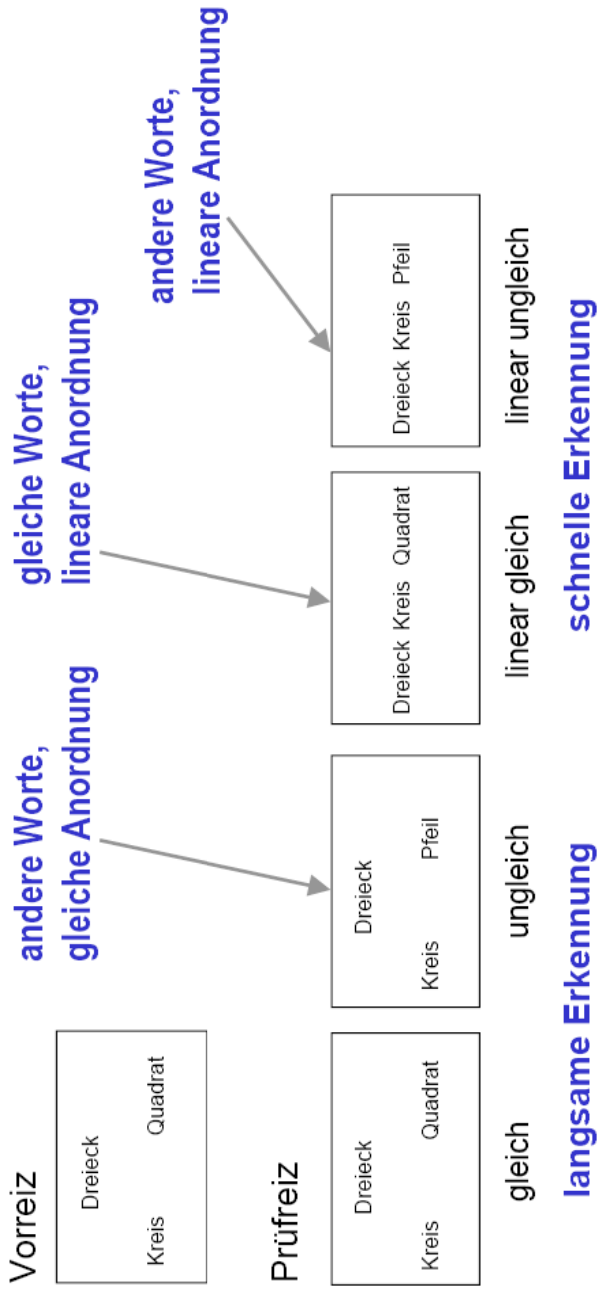 Vorreiz
Dreieck
Kreis Quadrat
andere Worte,
gleiche Anordnung
gleiche Worte,
lineare Anordnung
andere Worte,
lineare Anordnung
Prüfreiz
Dreieck
Kreis Quadrat
gleich
Dreieck
Kreis Pfeil
ungleich
Dreieck Kreis Quadrat
linear gleich
Dreieck Kreis Pfeil
linear ungleich
langsame Erkennung
schnelle Erkennung